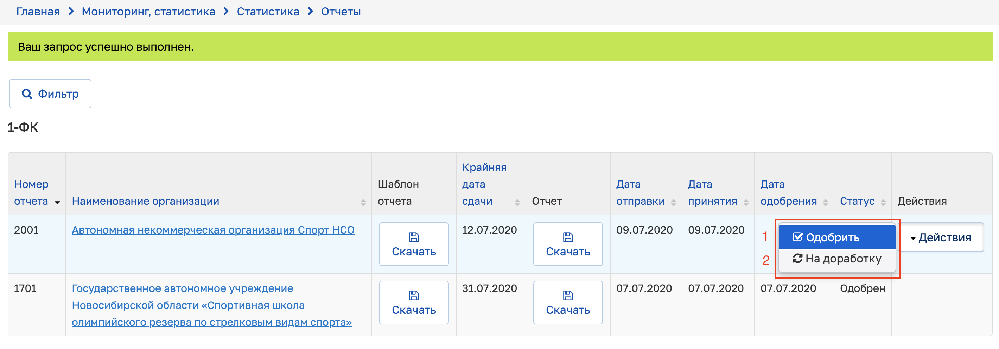 Главная > Мониторинг, статистика > Статистика > Отчеты
Ваш запрос успешно выполнен.
Фильтр
1-ФК
Номер отчета
Наименование организации
Шаблон отчета
Крайняя дата сдачи
Отчет
Дата отправки
Дата принятия
Дата одобрения
Статус
Действия
2001
Автономная некоммерческая организация Спорт НСО
Скачать
12.07.2020
Скачать
09.07.2020
09.07.2020
1
Одобрить
2
На доработку
Действия
1701
Государственное автономное учреждение
Новосибирской области «Спортивная школа
олимпийского резерва по стрелковым видам спорта»
Скачать
31.07.2020
Скачать
07.07.2020
07.07.2020
07.07.2020
Одобрен